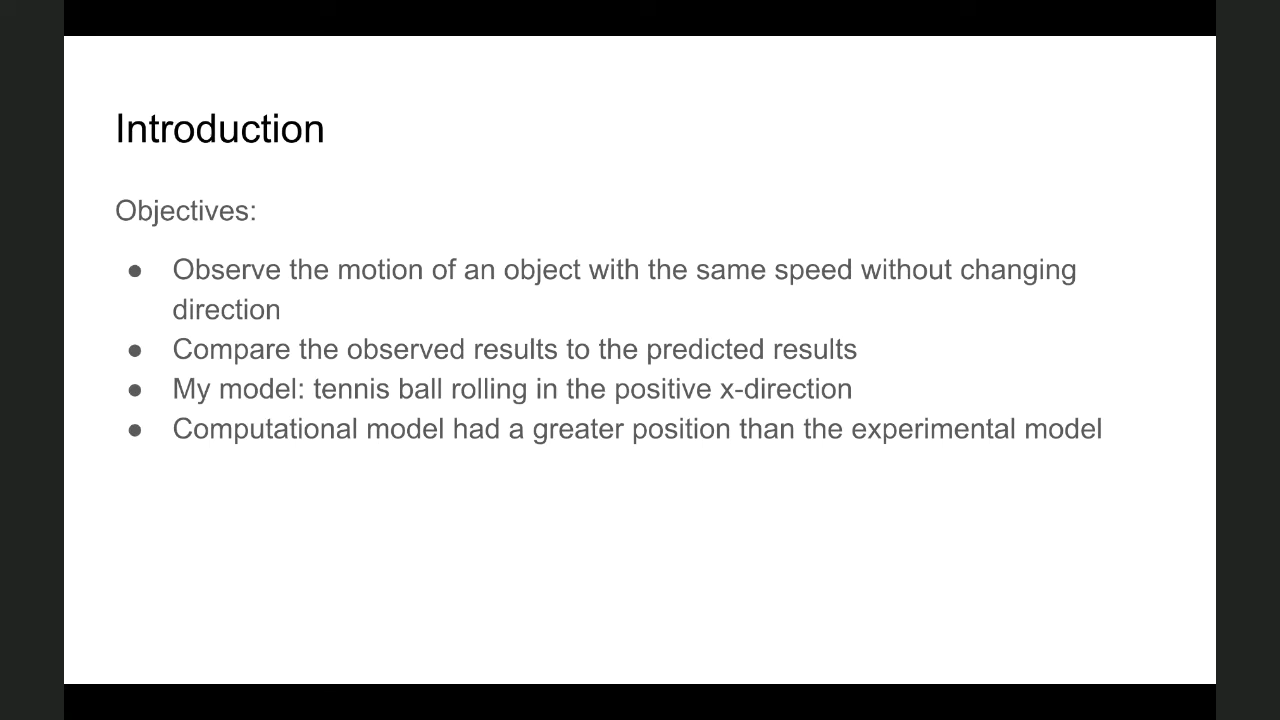 Introduction
Objectives:
● Observe the motion of an object with the same speed without changing
direction
● Compare the observed results to the predicted results
● My model: tennis ball rolling in the positive x-direction
● Computational model had a greater position than the experimental model